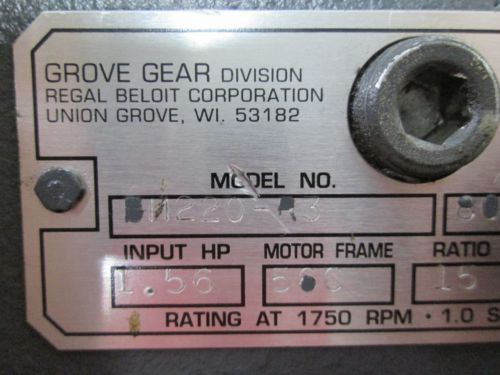 GROVE GEAR DIVISION
REGAL BELOIT CORPORATION
UNION GROVE, WI. 53182
MODEL NO.
INPUT HP MOTOR FRAME RATIO
1.56 15
RATING AT 1750 RPM · 1.0 S